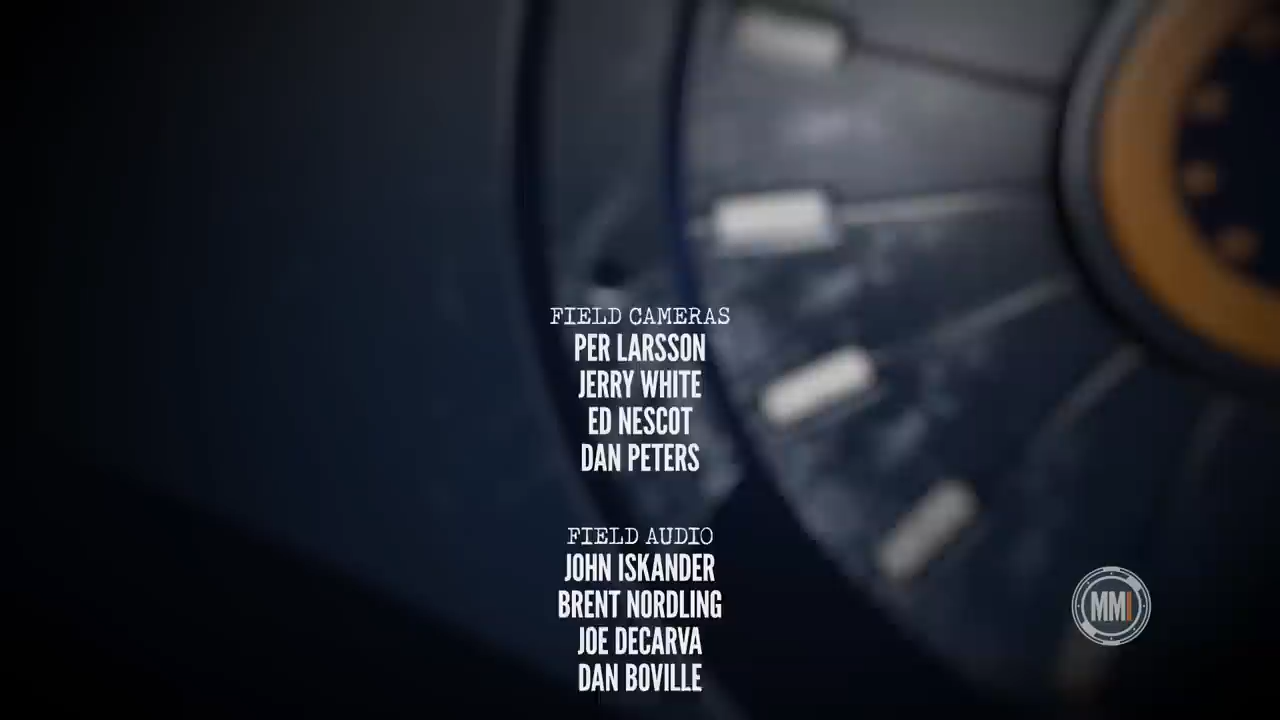 FIELD CAMERAS
PER LARSSON
JERRY WHITE
ED NESCOT
DAN PETERS
FIELD AUDIO
JOHN ISKANDER
BRENT NORDLING
JOE DECARVA
DAN BOVILLE
MMI